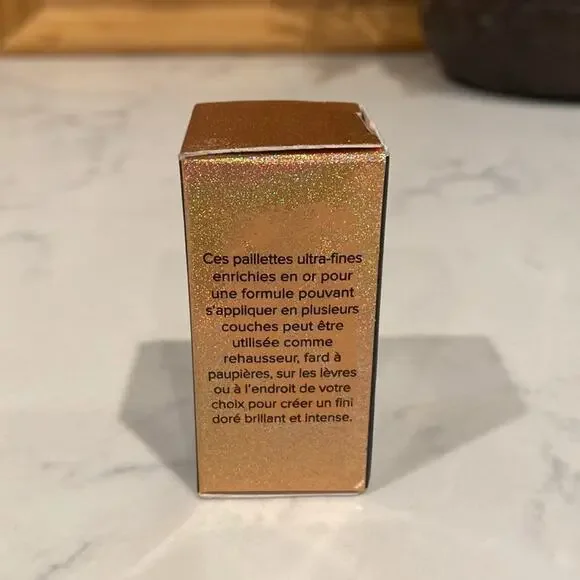 Ces paillettes ultra-fines
enrichies en or pour
une formule pouvant
s'appliquer en plusieurs
couches peut être
utilisée comme
rehausseur, fard à
paupières, sur les lèvres
ou à l'endroit de votre
choix pour créer un fini
doré brillant et intense.